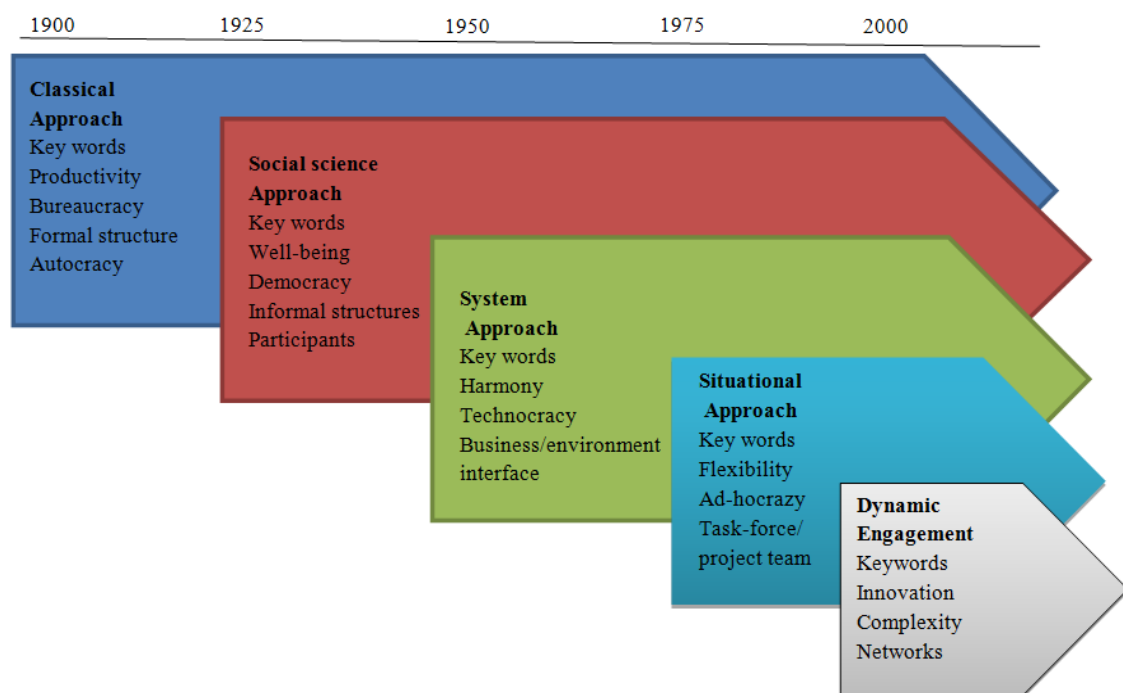 1900 1925 1950 1975 2000
Classical
Approach
Key words
Productivity
Bureaucracy
Formal structure
Autocracy
Social science
Approach
Key words
Well-being
Democracy
Informal structures
Participants
System
Approach
Key words
Harmony
Technocracy
Business/environment
interface
Situational
Approach
Key words
Flexibility
Ad-hocrazy
Task-force/
project team
Dynamic
Engagement
Keywords
Innovation
Complexity
Networks